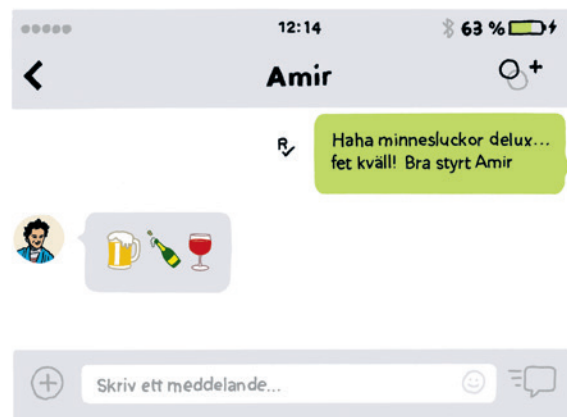 12:14
63 %
Amir
R
Haha minnesluckor delux...
fet kväll! Bra styrt Amir
Skriv ett meddelande...